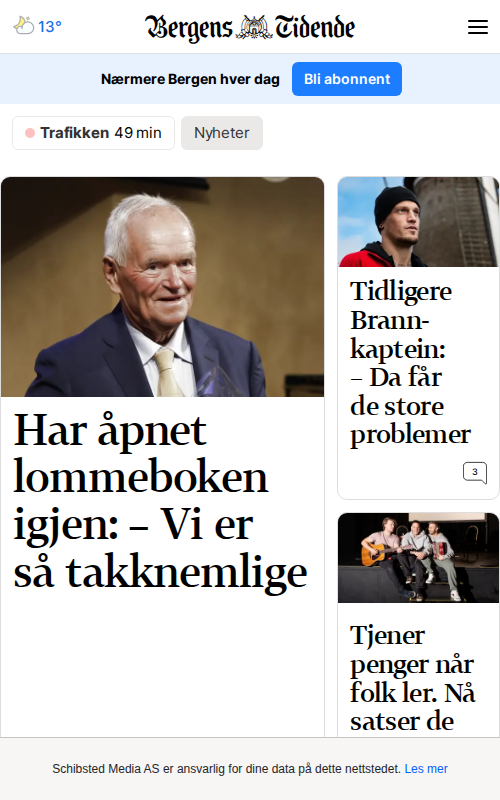 13°
Bergens Tidende
Nærmere Bergen hver dag
Bli abonnent
Trafikken 49 min
Nyheter
Har åpnet
lommeboken
igjen: – Vi er
så takknemlige
Tidligere
Brann-
kaptein:
– Da får
de store
problemer
3
Tjener
penger når
folk ler. Nå
satser de
Schibsted Media AS er ansvarlig for dine data på dette nettstedet. Les mer